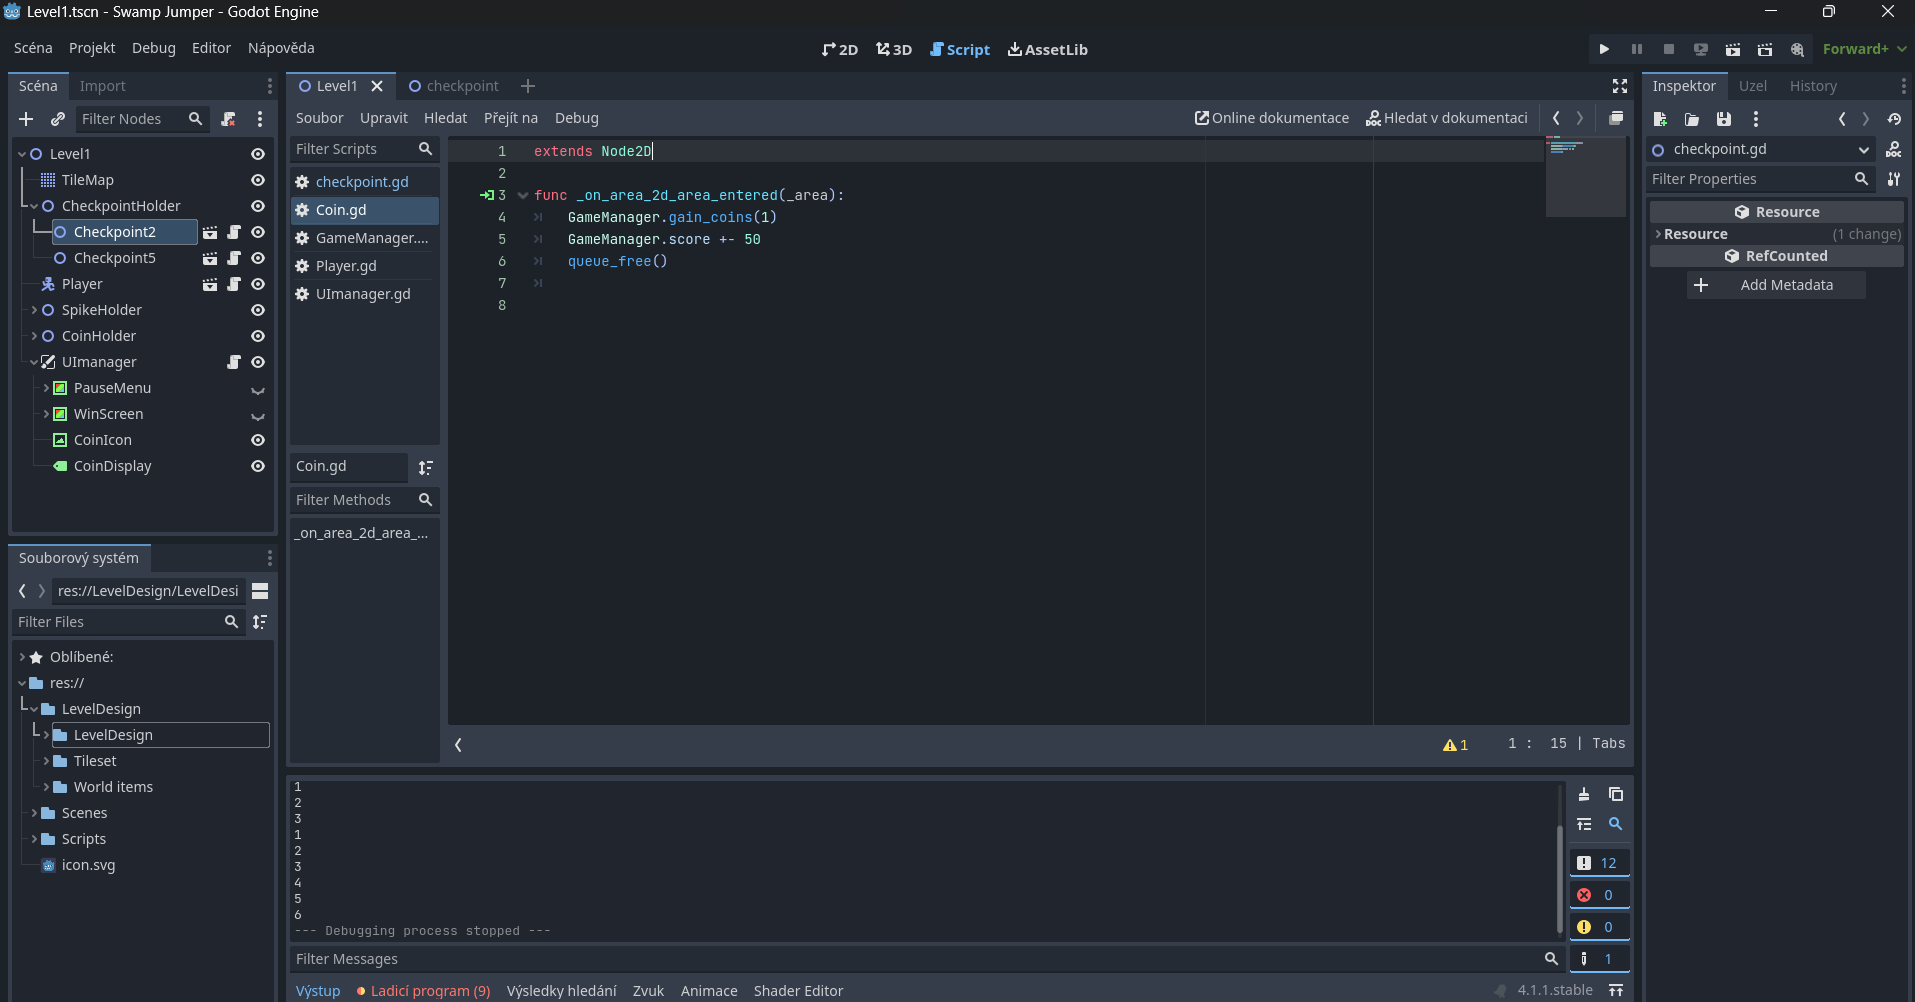 Level1.tscn - Swamp Jumper - Godot Engine
Scéna Projekt Debug Editor Nápověda
2D 3D Script AssetLib
Forward+
Scéna Import
Filter Nodes
Level1
TileMap
CheckpointHolder
Checkpoint2
Checkpoint5
Player
SpikeHolder
CoinHolder
UImanager
PauseMenu
WinScreen
CoinIcon
CoinDisplay
Souborový systém
res://LevelDesign/LevelDesi
Filter Files
Oblíbené:
res://
LevelDesign
LevelDesign
Tileset
World items
Scenes
Scripts
icon.svg
Level1 checkpoint
Soubor Upravit Hledat Přejít na Debug
Online dokumentace Hledat v dokumentaci
Filter Scripts
checkpoint.gd
Coin.gd
GameManager....
Player.gd
UImanager.gd
Coin.gd
Filter Methods
_on_area_2d_area_...
1 extends Node2D
2
3 func _on_area_2d_area_entered(_area):
4 GameManager.gain_coins(1)
5 GameManager.score +- 50
6 queue_free()
7
8
1 1 : 15 | Tabs
1
2
3
1
2
3
4
5
6
--- Debugging process stopped ---
Filter Messages
12
0
0
1
Výstup Ladicí program (9) Výsledky hledání Zvuk Animace Shader Editor
4.1.1.stable
Inspektor Uzel History
checkpoint.gd
Filter Properties
Resource
Resource (1 change)
RefCounted
Add Metadata